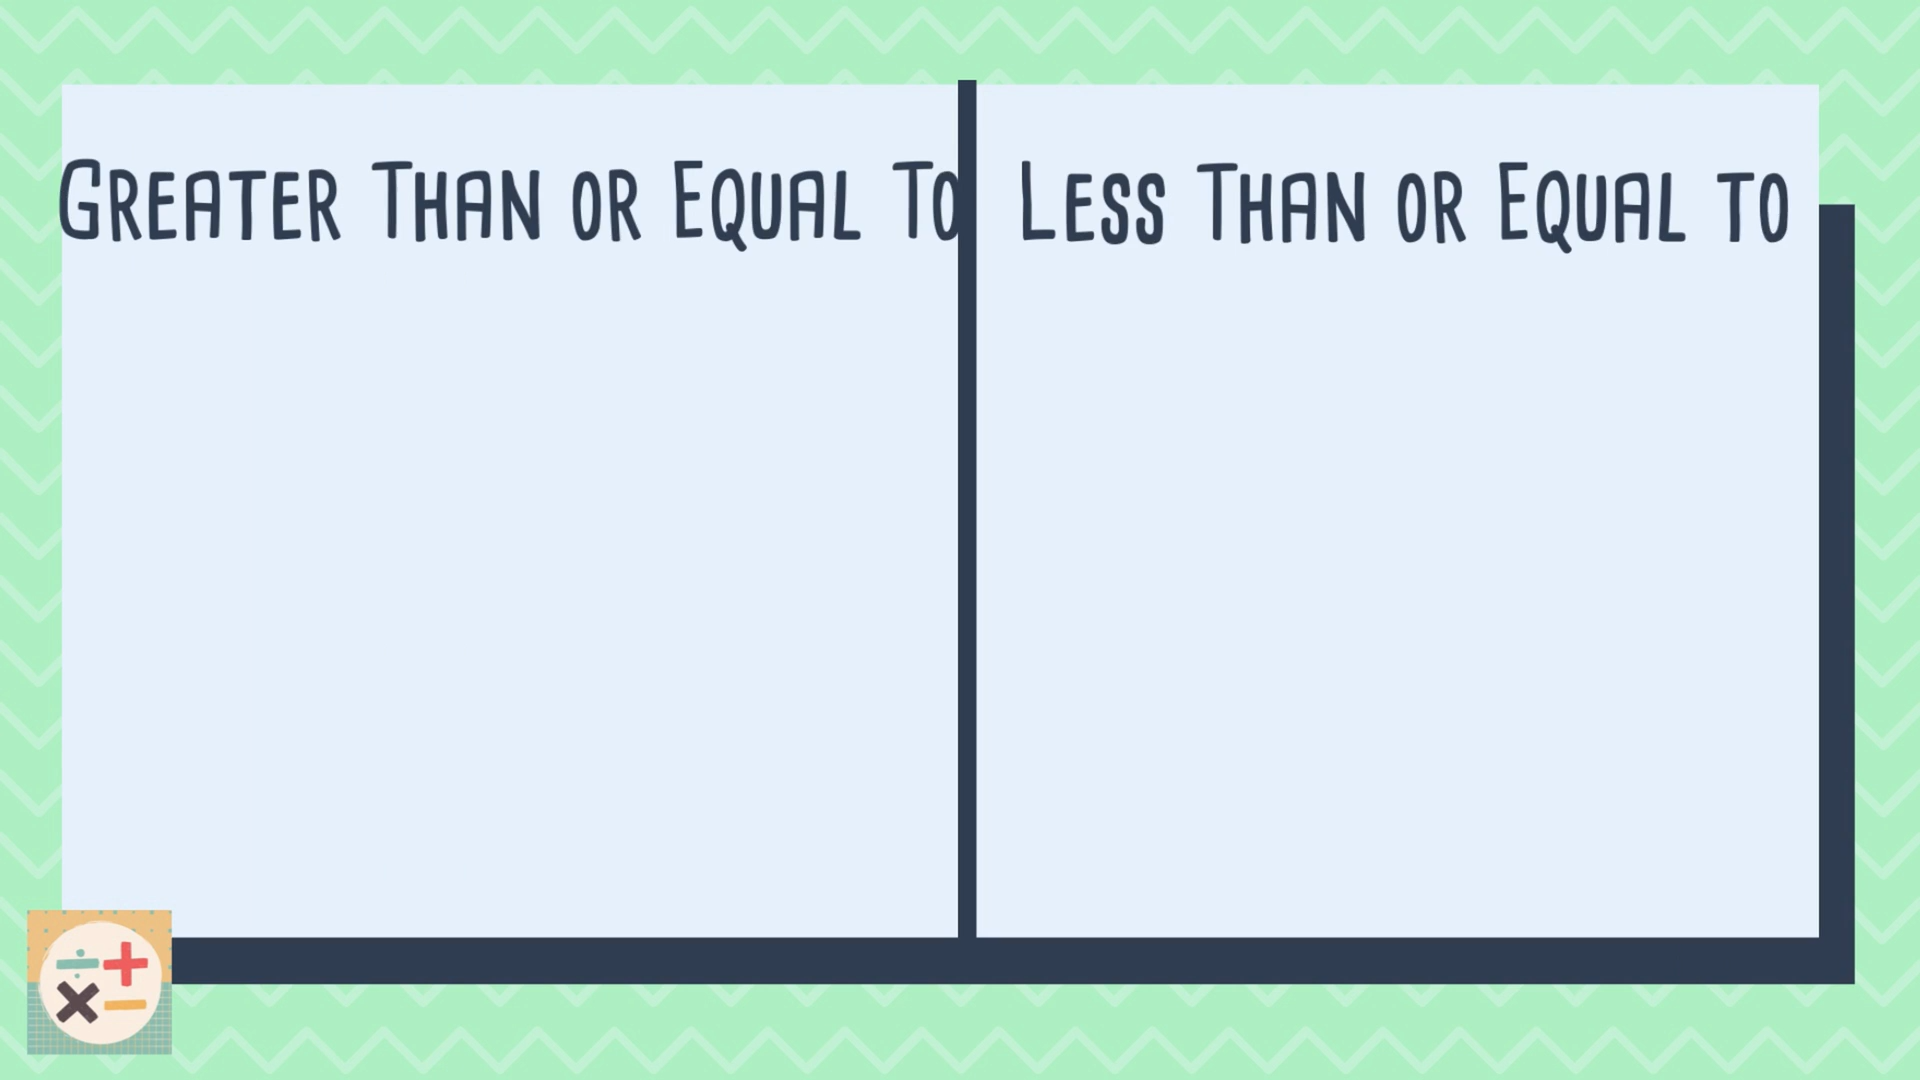 Greater Than or Equal To
Less Than or Equal to